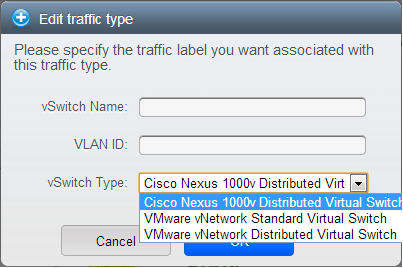 Edit traffic type
Please specify the traffic label you want associated with
this traffic type.
vSwitch Name:
VLAN ID:
vSwitch Type: Cisco Nexus 1000v Distributed Virt
Cisco Nexus 1000v Distributed Virtual Switch
VMware vNetwork Standard Virtual Switch
VMware vNetwork Distributed Virtual Switch
Cancel OK